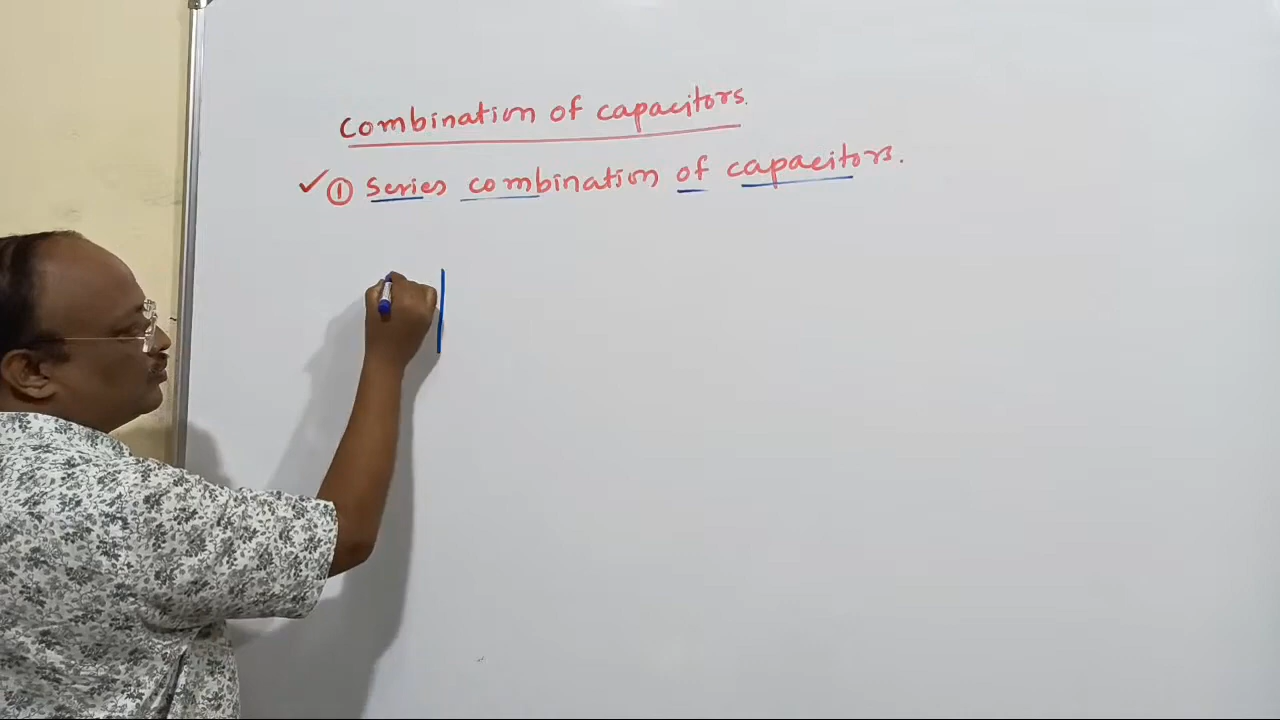 Combination of capacitors.
✓ ① Series combination of capacitors.